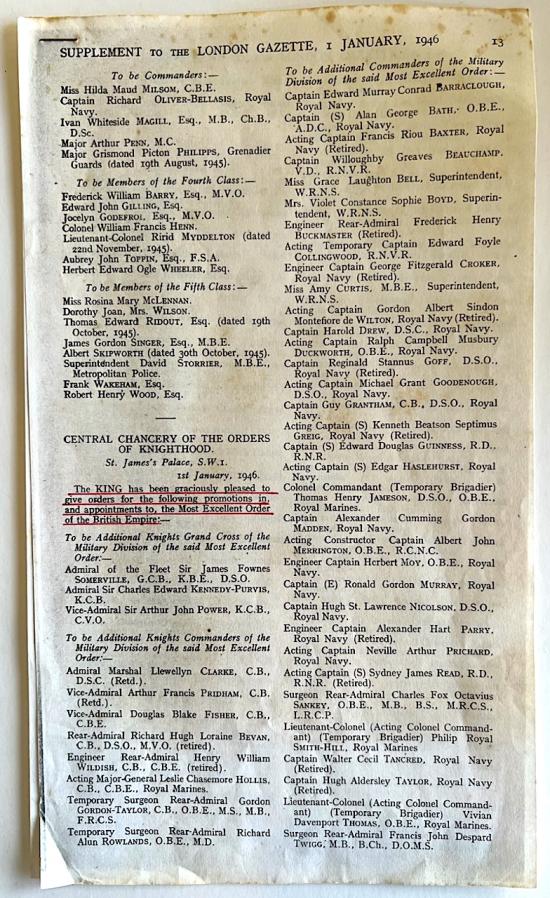 SUPPLEMENT TO THE LONDON GAZETTE, 1 JANUARY, 1946
13
To be Commanders:—
Miss Hilda Maud MILSOM, C.B.E.
Captain Richard OLIVER-BELLASIS, Royal
Navy.
Ivan Whiteside MAGILL, Esq., M.B., Ch.B.,
D.Sc.
Major Arthur PENN, M.C.
Major Grismond Picton PHILIPPS, Grenadier
Guards (dated 19th August, 1945).
To be Members of the Fourth Class:—
Frederick William BARRY, Esq., M.V.O.
Edward John GILLING, Esq.
Jocelyn GODEFROI, Esq., M.V.O.
Colonel William Francis HENN.
Lieutenant-Colonel Ririd MYDDELTON (dated
22nd November, 1945).
Aubrey John TOPPIN, Esq., F.S.A.
Herbert Edward Ogle WHEELER, Esq.
To be Members of the Fifth Class:—
Miss Rosina Mary McLENNAN.
Dorothy Joan, Mrs. WILSON.
Thomas Edward RIDOUT, Esq. (dated 19th
October, 1945).
James Gordon SINGER, Esq., M.B.E.
Albert SKIPWORTH (dated 30th October, 1945).
Superintendent David STORRIER, M.B.E.,
Metropolitan Police.
Frank WAKEHAM, Esq.
Robert Henry WOOD, Esq.
CENTRAL CHANCERY OF THE ORDERS
OF KNIGHTHOOD.
St. James's Palace, S.W.1.
1st January, 1946.
The KING has been graciously pleased to
give orders for the following promotions in,
and appointments to, the Most Excellent Order
of the British Empire:—
To be Additional Knights Grand Cross of the
Military Division of the said Most Excellent
Order:—
Admiral of the Fleet Sir James Fownes
SOMERVILLE, G.C.B., K.B.E., D.S.O.
Admiral Sir Charles Edward KENNEDY-PURVIS,
K.C.B.
Vice-Admiral Sir Arthur John POWER, K.C.B.,
C.V.O.
To be Additional Knights Commanders of the
Military Division of the said Most Excellent
Order:—
Admiral Marshal Llewellyn CLARKE, C.B.,
D.S.C. (Retd.).
Vice-Admiral Arthur Francis PRIDHAM, C.B.
(Retd.).
Vice-Admiral Douglas Blake FISHER, C.B.,
C.B.E.
Rear-Admiral Richard Hugh Loraine BEVAN,
C.B., D.S.O., M.V.O. (retired).
Engineer Rear-Admiral Henry William
WILDISH, C.B., C.B.E. (retired).
Acting Major-General Leslie Chasemore HOLLIS,
C.B., C.B.E., Royal Marines.
Temporary Surgeon Rear-Admiral Gordon
GORDON-TAYLOR, C.B., O.B.E., M.S., M.B.,
F.R.C.S.
Temporary Surgeon Rear-Admiral Richard
Alun ROWLANDS, O.B.E., M.D.
To be Additional Commanders of the Military
Division of the said Most Excellent Order:—
Captain Edward Murray Conrad BARRACLOUGH,
Royal Navy.
Captain (S) Alan George BATH, O.B.E.,
A.D.C., Royal Navy.
Acting Captain Francis Riou BAXTER, Royal
Navy (Retired).
Captain Willoughby Greaves BEAUCHAMP,
V.D., R.N.V.R.
Miss Grace Laughton BELL, Superintendent,
W.R.N.S.
Mrs. Violet Constance Sophie BOYD, Superin-
tendent, W.R.N.S.
Engineer Rear-Admiral Frederick Henry
BUCKMASTER (Retired).
Acting Temporary Captain Edward Foyle
COLLINGWOOD, R.N.V.R.
Engineer Captain George Fitzgerald CROKER,
Royal Navy (Retired).
Miss Amy CURTIS, M.B.E., Superintendent,
W.R.N.S.
Acting Captain Gordon Albert Sindon
Montefiore de WILTON, Royal Navy (Retired).
Captain Harold DREW, D.S.C., Royal Navy.
Acting Captain Ralph Campbell Musbury
DUCKWORTH, O.B.E., Royal Navy.
Captain Reginald Stannus GOFF, D.S.O.,
Royal Navy (Retired).
Acting Captain Michael Grant GOODENOUGH,
D.S.O., Royal Navy.
Captain Guy GRANTHAM, C.B., D.S.O., Royal
Navy.
Acting Captain (S) Kenneth Beatson Septimus
GREIG, Royal Navy (Retired).
Captain (S) Edward Douglas GUINNESS, R.D.,
R.N.R.
Acting Captain (S) Edgar HASLEHURST, Royal
Navy.
Colonel Commandant (Temporary Brigadier)
Thomas Henry JAMESON, D.S.O., O.B.E.,
Royal Marines.
Captain Alexander Cumming Gordon
MADDEN, Royal Navy.
Acting Constructor Captain Albert John
MERRINGTON, O.B.E., R.C.N.C.
Engineer Captain Herbert MOY, O.B.E., Royal
Navy.
Captain (E) Ronald Gordon MURRAY, Royal
Navy.
Captain Hugh St. Lawrence NICOLSON, D.S.O.,
Royal Navy.
Engineer Captain Alexander Hart PARRY,
Royal Navy (Retired).
Acting Captain Neville Arthur PRICHARD,
Royal Navy.
Acting Captain (S) Sydney James READ, R.D.,
R.N.R. (Retired).
Surgeon Rear-Admiral Charles Fox Octavius
SANKEY, O.B.E., M.B., B.S., M.R.C.S.,
L.R.C.P.
Lieutenant-Colonel (Acting Colonel Command-
ant) (Temporary Brigadier) Philip Royal
SMITH-HILL, Royal Marines
Captain Walter Cecil TANCRED, Royal Navy
(Retired).
Captain Hugh Aldersley TAYLOR, Royal Navy
(Retired).
Lieutenant-Colonel (Acting Colonel Command-
ant) (Temporary Brigadier) Vivian
Davenport THOMAS, O.B.E., Royal Marines.
Surgeon Rear-Admiral Francis John Despard
TWIGG, M.B., B.Ch., D.O.M.S.